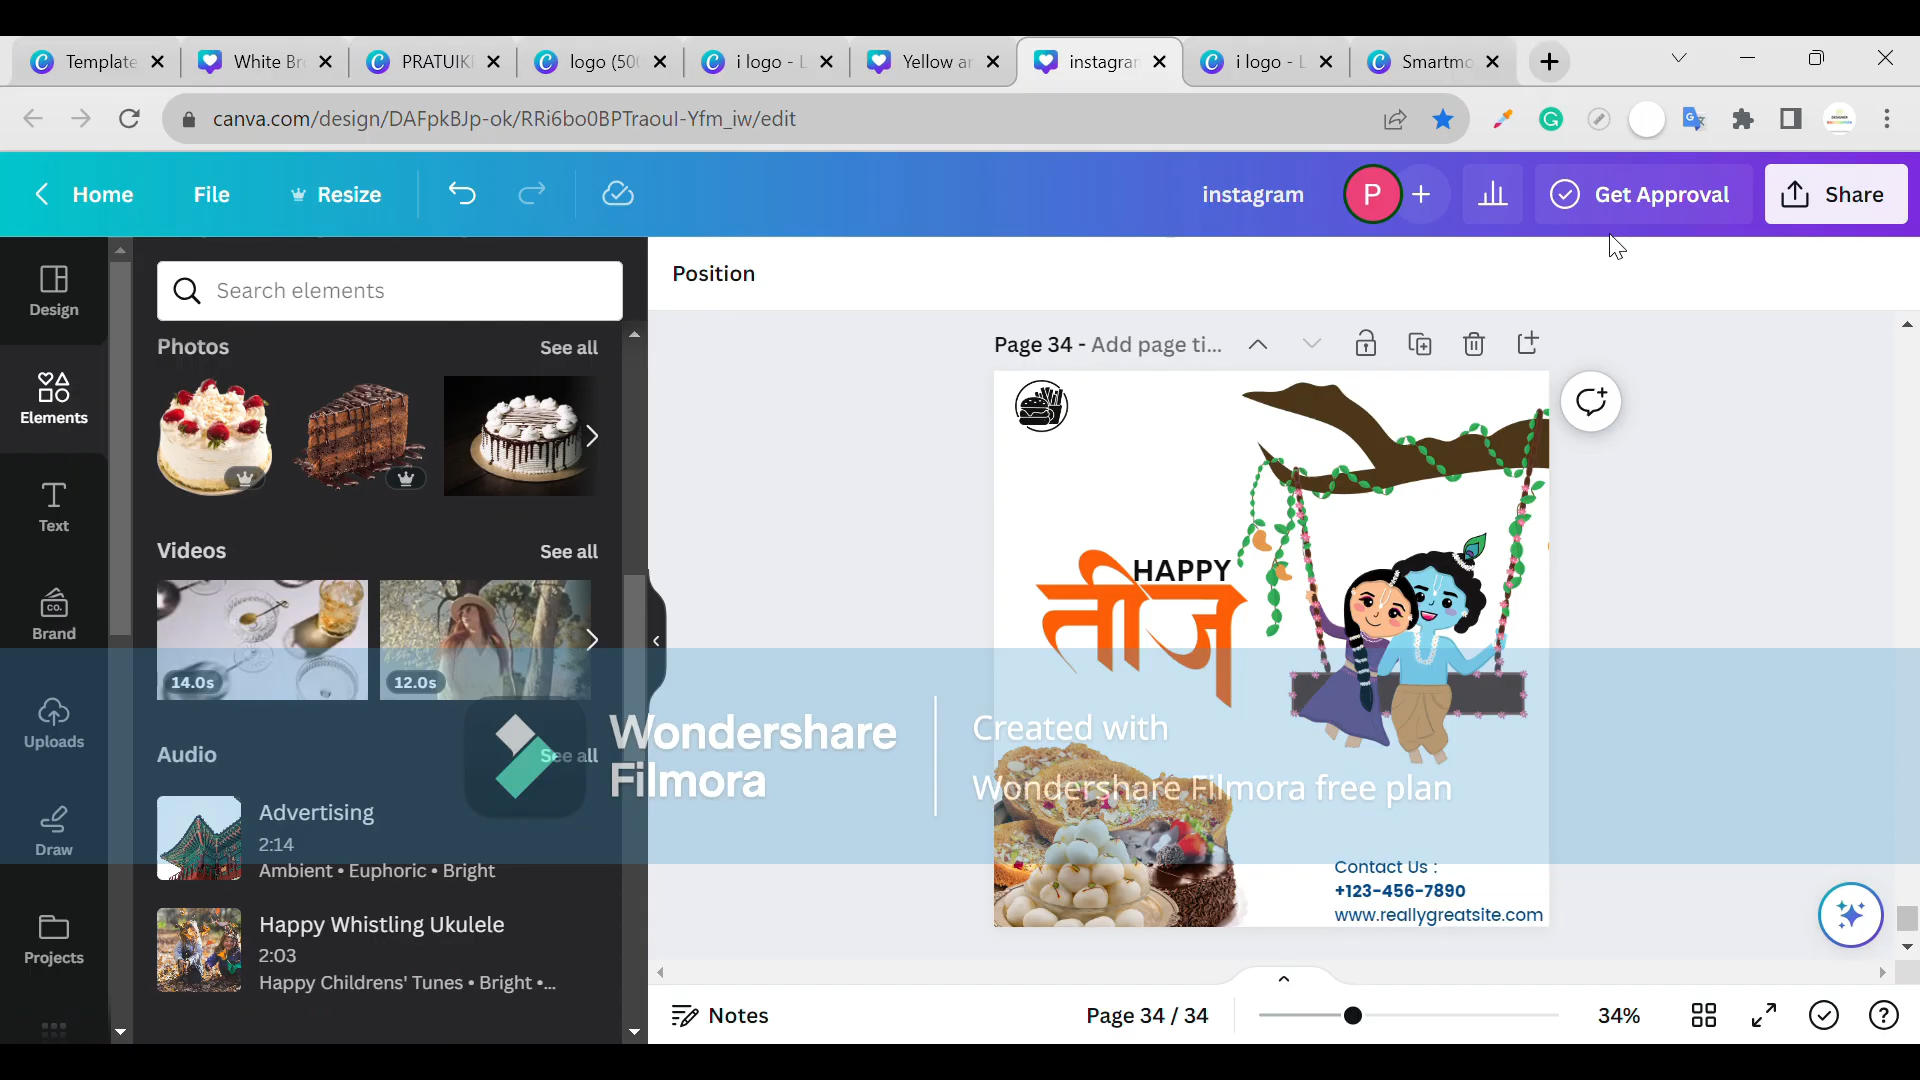 Template
White Br
PRATUIK
logo (50
i logo - L
Yellow ar
instagran
i logo - L
Smartmo
canva.com/design/DAFpkBJp-ok/RRi6bo0BPTraouI-Yfm_iw/edit
Home
File
Resize
instagram
P
Get Approval
Share
Design
Elements
Text
CO.
Brand
Uploads
Draw
Projects
Search elements
Photos
See all
Videos
See all
14.0s
12.0s
Audio
See all
Advertising
2:14
Ambient • Euphoric • Bright
Happy Whistling Ukulele
2:03
Happy Childrens' Tunes • Bright •...
Position
Page 34 - Add page ti...
HAPPY
तीज
Wondershare
Filmora
Created with
Wondershare Filmora free plan
Contact Us :
+123-456-7890
www.reallygreatsite.com
Notes
Page 34 / 34
34%